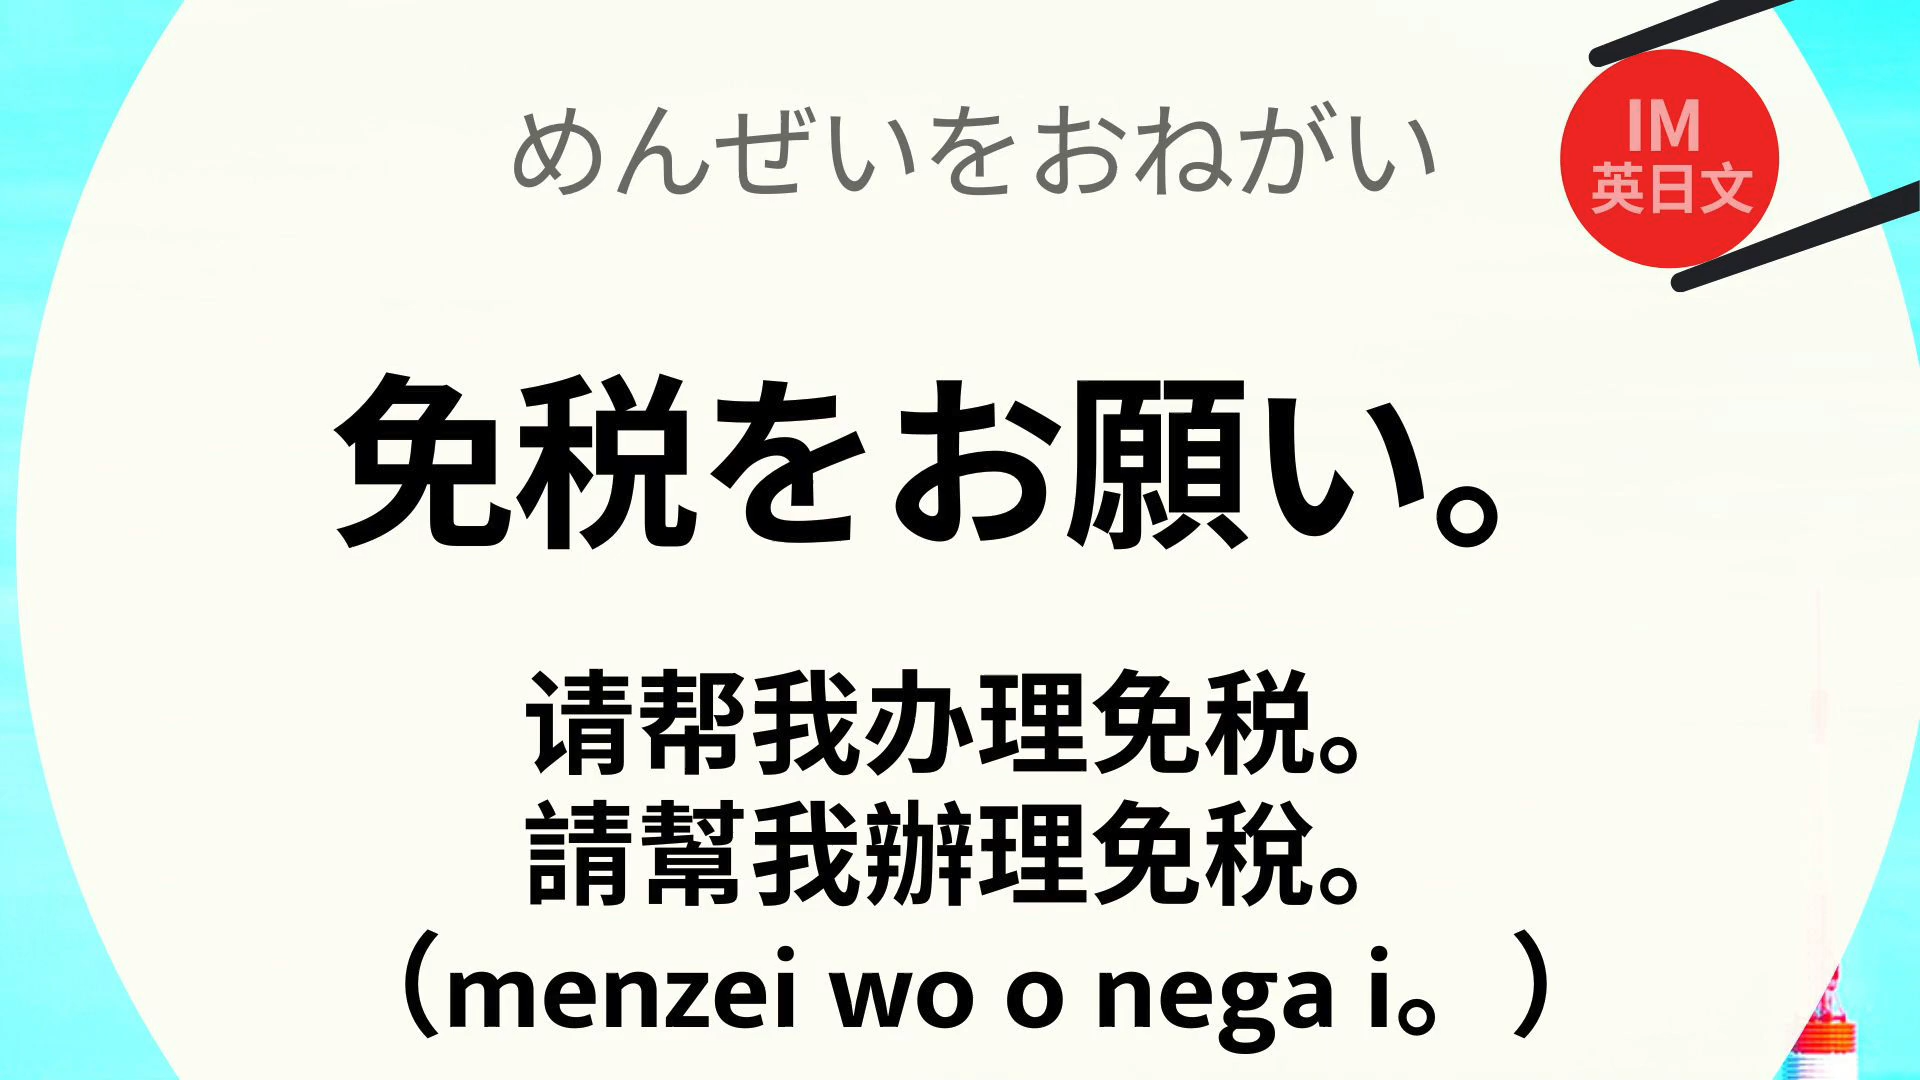 めんぜいをおねがい
IM
英日文
免税をお願い。
请帮我办理免税。
請幫我辦理免稅。
（menzei wo o nega i。）